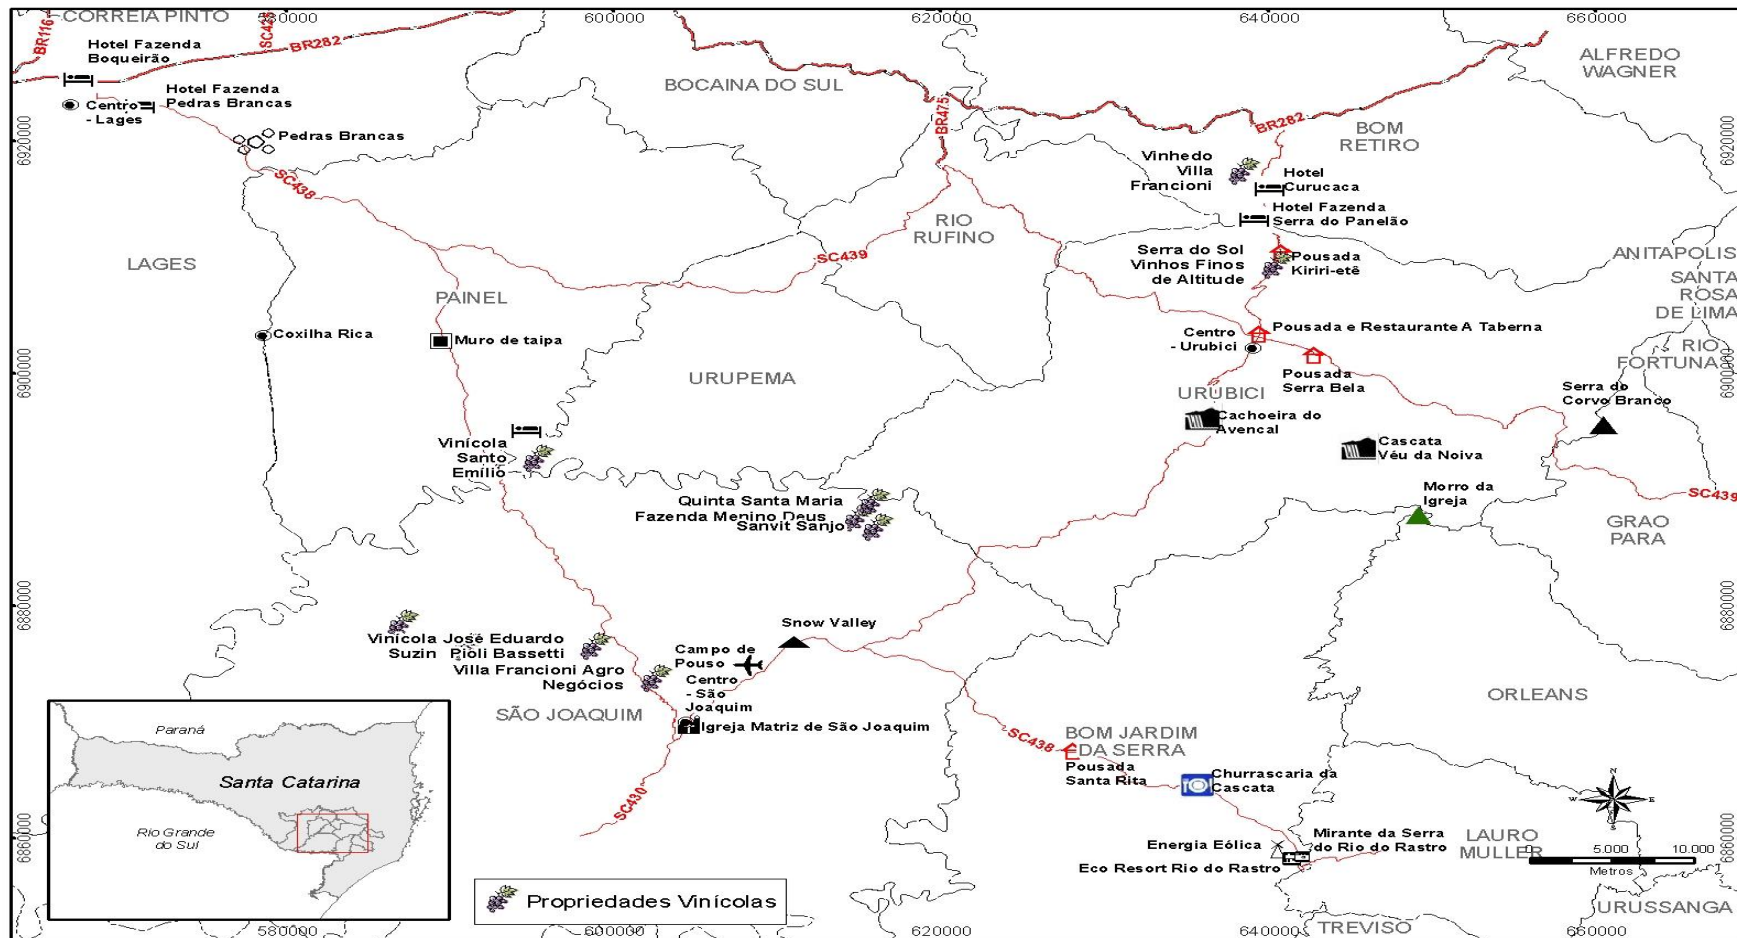 CORREIA PINTO
580000
600000
620000
640000
660000
BR116
SC425
BR282
Hotel Fazenda
Boqueirão
Hotel Fazenda
Pedras Brancas
Centro
- Lages
Pedras Brancas
SC438
BOCAINA DO SUL
BR475
BR282
ALFREDO
WAGNER
BOM
RETIRO
6920000
6920000
Vinhedo
Villa
Francioni
Hotel
Curucaca
Hotel Fazenda
Serra do Panelão
RIO
RUFINO
SC439
LAGES
PAINEL
Serra do Sol
Vinhos Finos
de Altitude
Pousada
Kiriri-etê
ANITAPOLIS
SANTA
ROSA
DE LIMA
RIO
FORTUNA
Coxilha Rica
Muro de taipa
Centro
- Urubici
Pousada e Restaurante A Taberna
Pousada
Serra Bela
6900000
6900000
URUPEMA
URUBICI
Serra do
Corvo Branco
Cachoeira do
Avencal
Cascata
Véu da Noiva
Vinícola
Santo
Emílio
Morro da
Igreja
SC439
Quinta Santa Maria
Fazenda Menino Deus
Sanvit Sanjo
GRAO
PARA
6880000
6880000
Snow Valley
Vinícola José Eduardo
Suzin Pioli Bassetti
Villa Francioni Agro
Negócios
Campo de
Pouso
Centro
- São
Joaquim
SÃO JOAQUIM
Igreja Matriz de São Joaquim
ORLEANS
SC438
BOM JARDIM
DA SERRA
Pousada
Santa Rita
Churrascaria da
Cascata
SC430
Paraná
Santa Catarina
Rio Grande
do Sul
N
W
E
S
Energia Eólica
Mirante da Serra
do Rio do Rastro
Eco Resort Rio do Rastro
LAURO
MULLER
0
5.000
10.000
Metros
6860000
6860000
Propriedades Vinícolas
URUSSANGA
TREVISO
580000
600000
620000
640000
660000